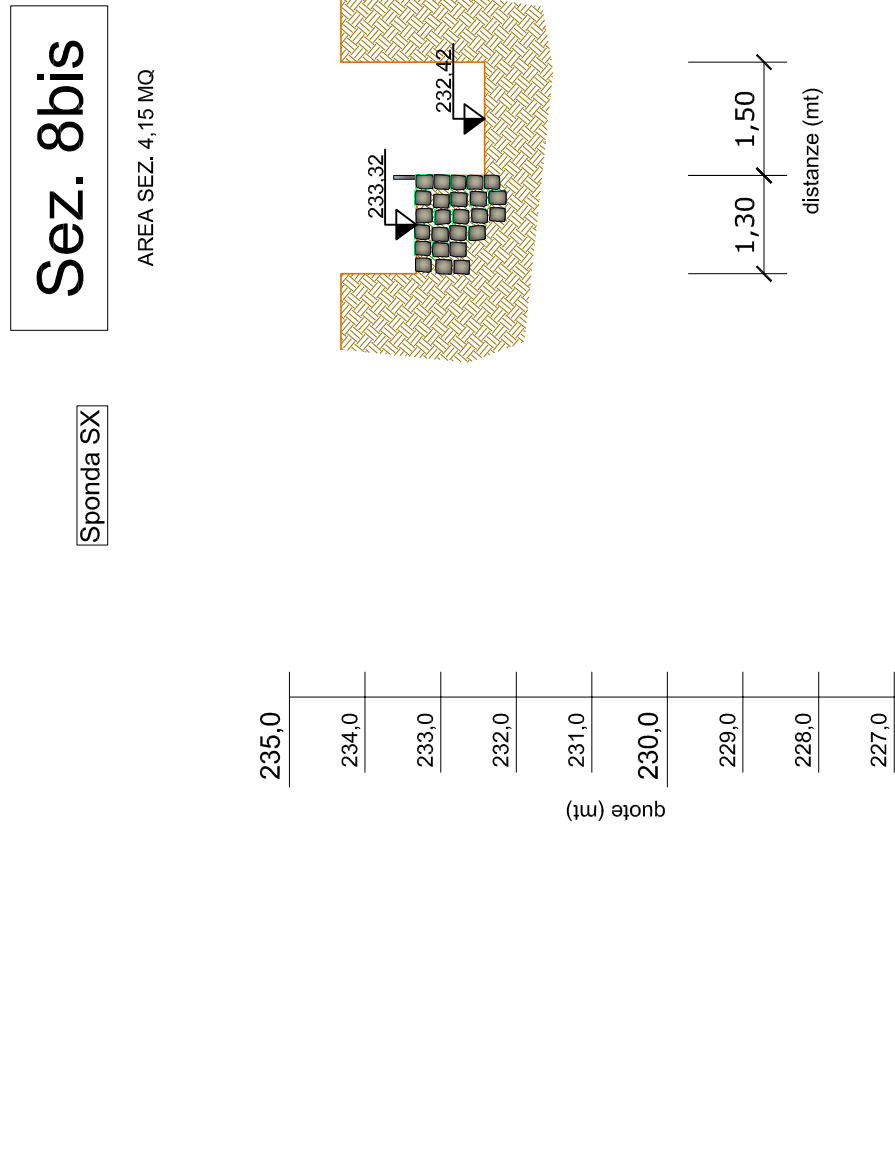 Sez. 8bis
AREA SEZ. 4,15 MQ
Sponda SX
232,42
233,32
235,0
234,0
233,0
232,0
231,0
230,0
229,0
228,0
227,0
quote (mt)
1,30
1,50
distanze (mt)